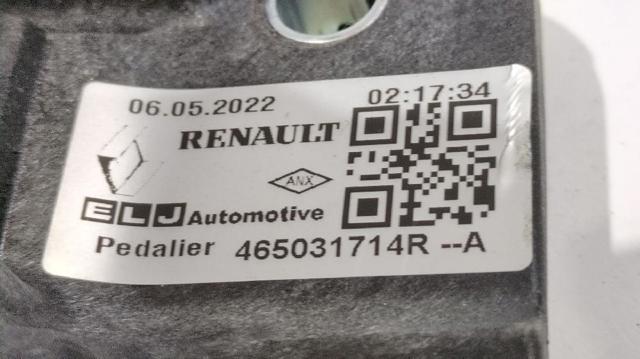 06.05.2022 02:17:34
RENAULT
ANX
ELJ Automotive
Pedalier 465031714R --A